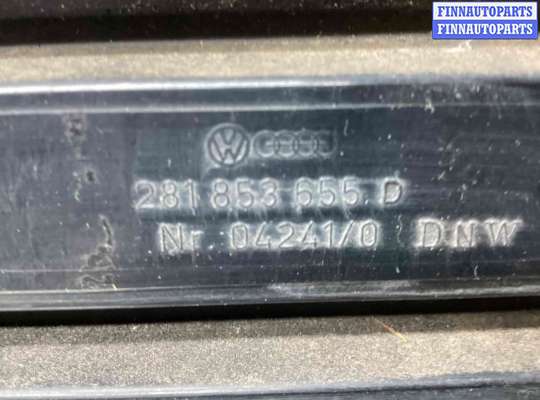 FINNAUTOPARTS
FINNAUTOPARTS
281 853 655 D
Nr. 04241/0 DNW